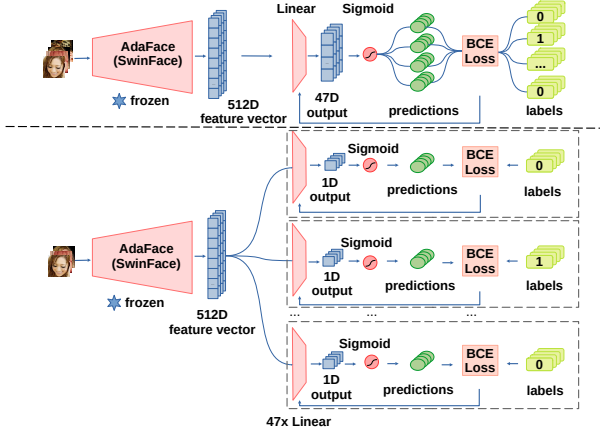 Linear
Sigmoid
AdaFace
(SwinFace)
frozen
512D
feature vector
47D
output
predictions
BCE
Loss
0
1
...
0
labels
Sigmoid
1D
output
predictions
BCE
Loss
0
labels
AdaFace
(SwinFace)
frozen
512D
feature vector
Sigmoid
1D
output
predictions
BCE
Loss
1
labels
... ... ...
Sigmoid
1D
output
predictions
BCE
Loss
0
labels
47x Linear